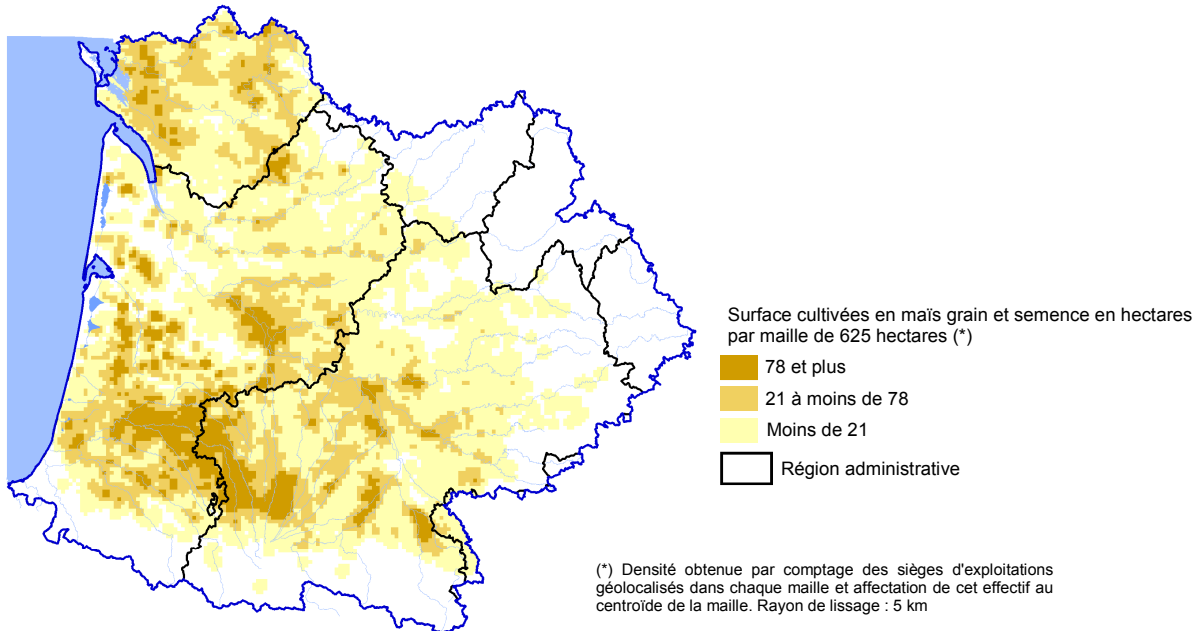 Surface cultivées en maïs grain et semence en hectares
par maille de 625 hectares (*)
78 et plus
21 à moins de 78
Moins de 21
Région administrative
(*) Densité obtenue par comptage des sièges d'exploitations
géolocalisés dans chaque maille et affectation de cet effectif au
centroïde de la maille. Rayon de lissage : 5 km